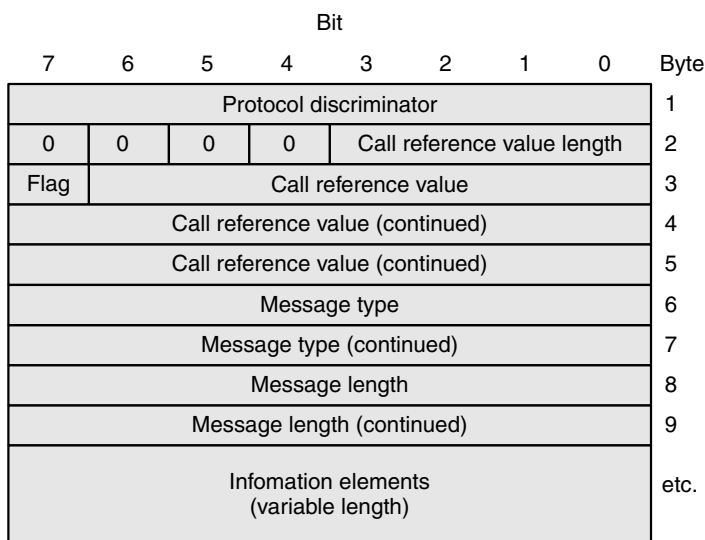 Bit
7 6 5 4 3 2 1 0 Byte
Protocol discriminator 1
0 0 0 0 Call reference value length 2
Flag Call reference value 3
Call reference value (continued) 4
Call reference value (continued) 5
Message type 6
Message type (continued) 7
Message length 8
Message length (continued) 9
Infomation elements
(variable length) etc.